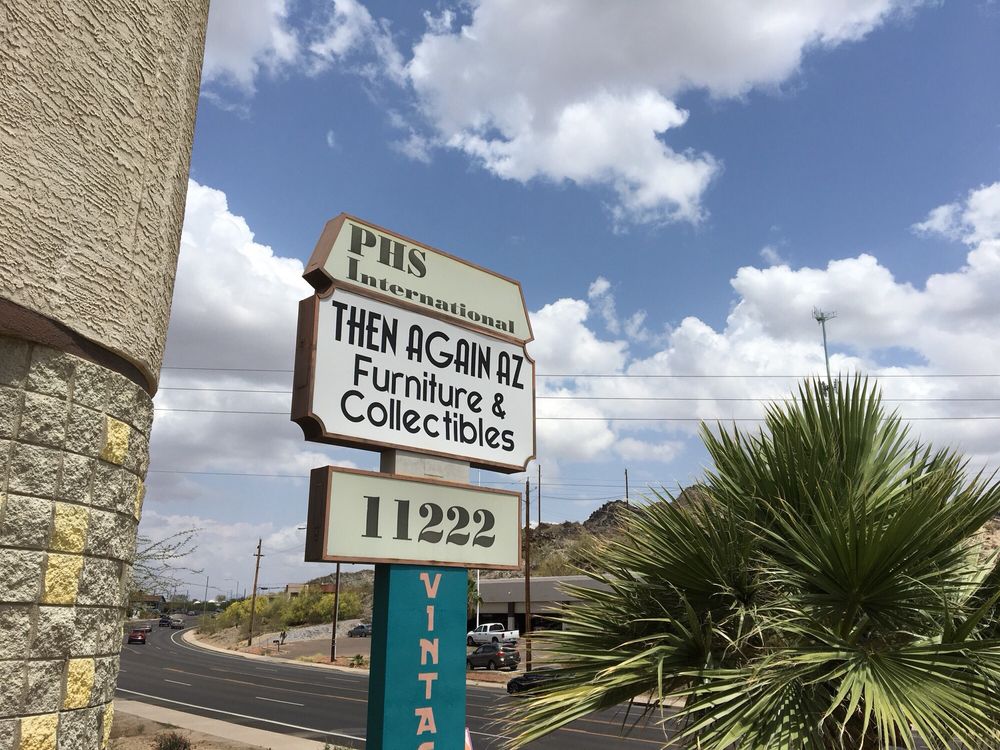 PHS
International
THEN AGAIN AZ
Furniture &
Collectibles
11222
VINTA